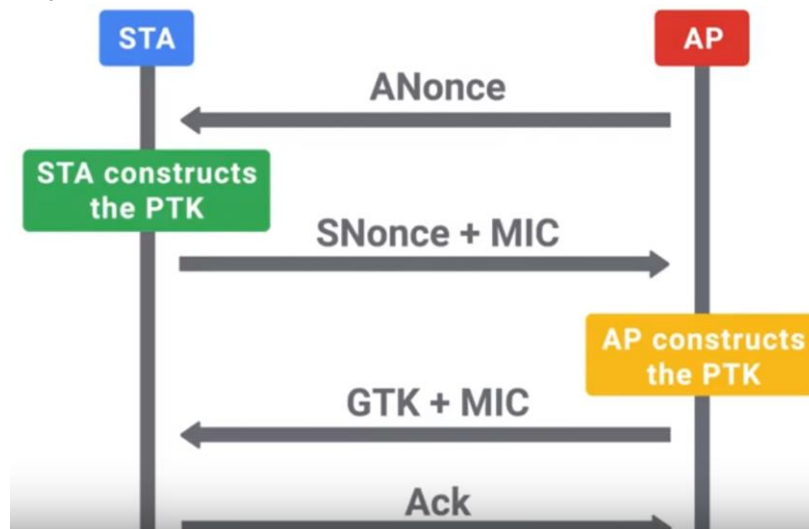 STA
AP
ANonce
STA constructs
the PTK
SNonce + MIC
AP constructs
the PTK
GTK + MIC
Ack